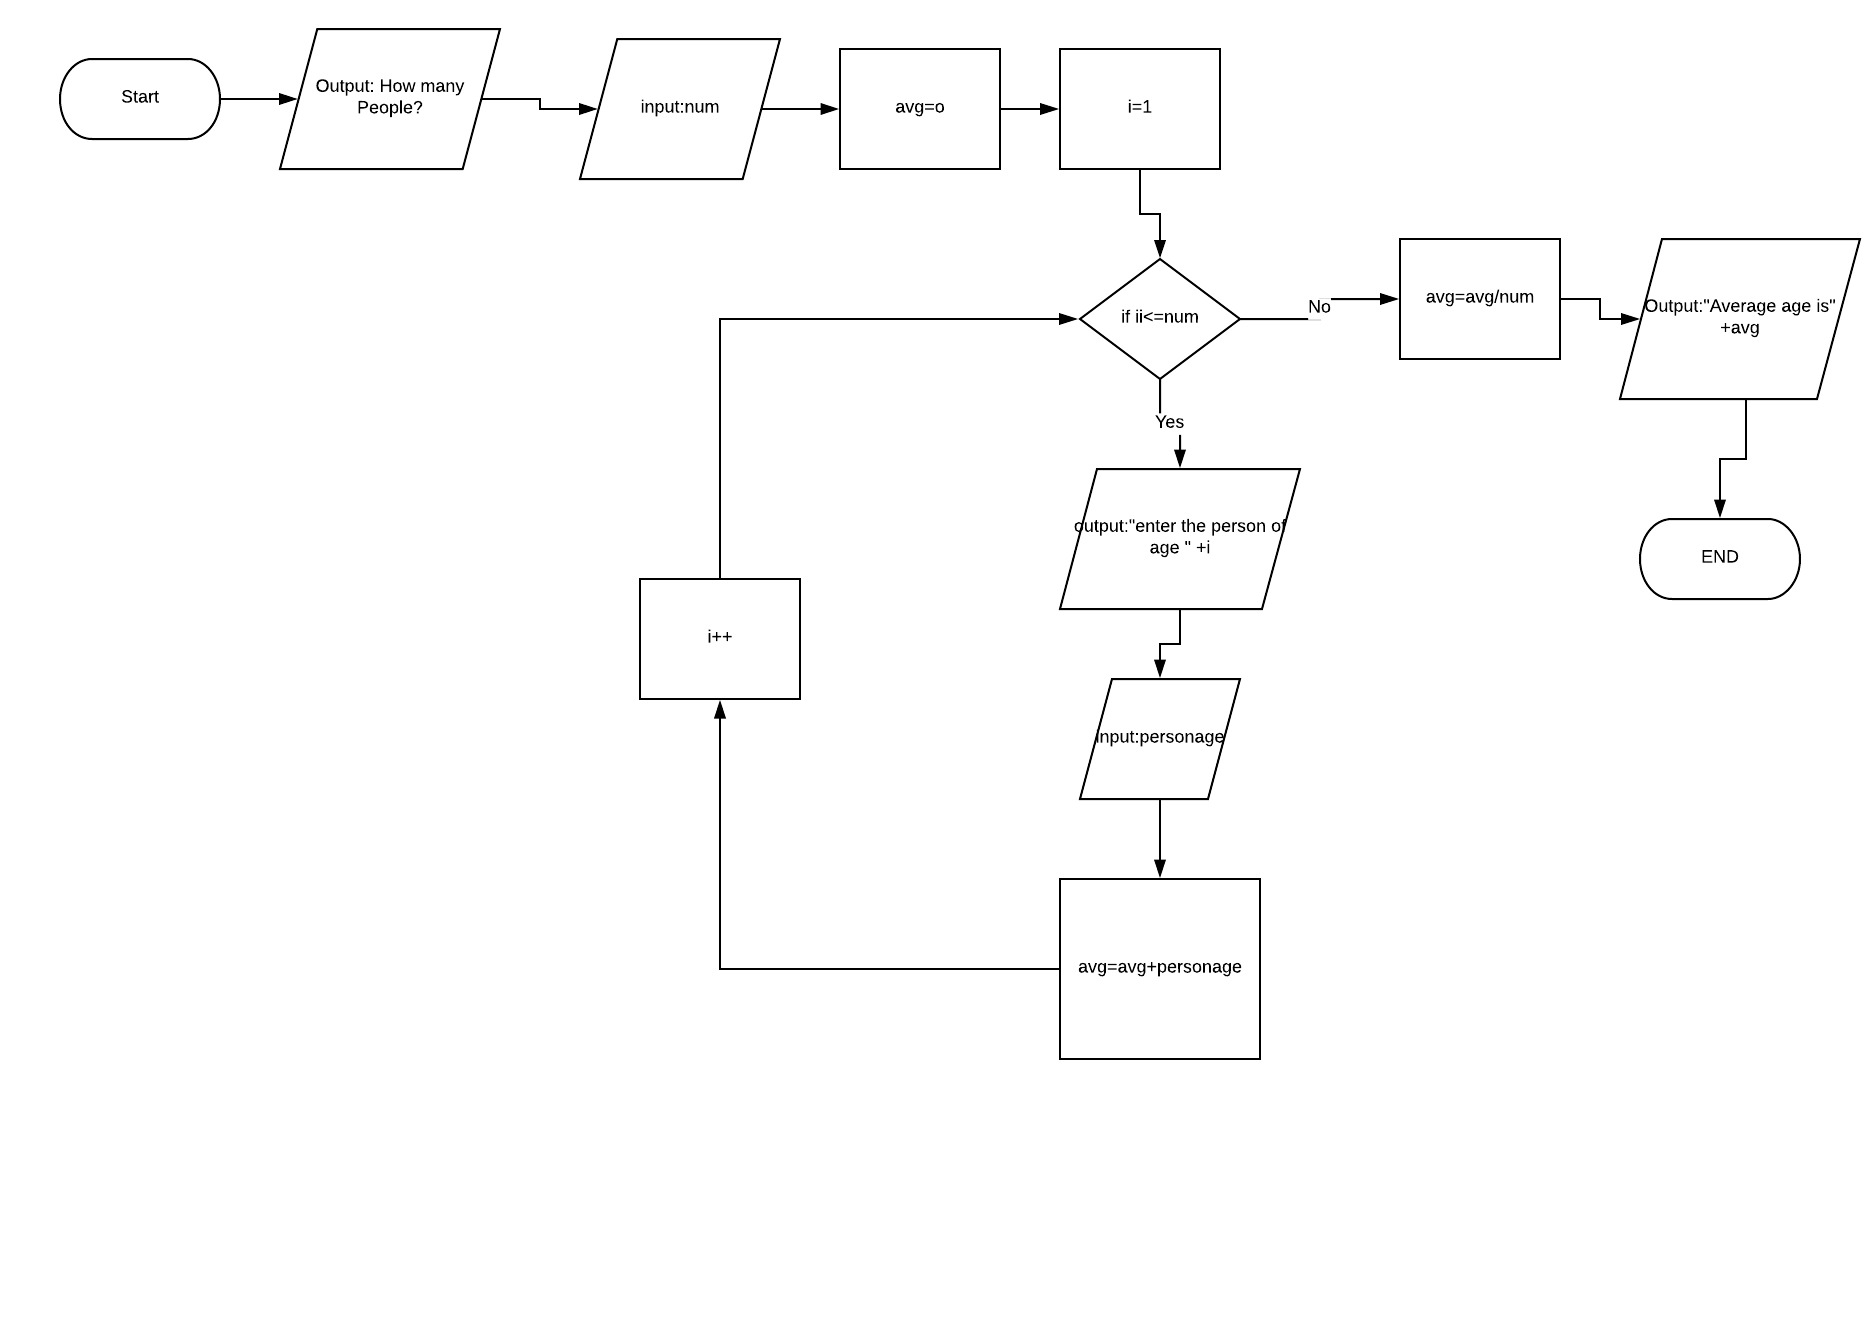 Start
Output: How many
People?
input:num
avg=o
i=1
if ii<=num
No
avg=avg/num
Output:"Average age is"
+avg
Yes
output:"enter the person of
age " +i
END
i++
input:personage
avg=avg+personage